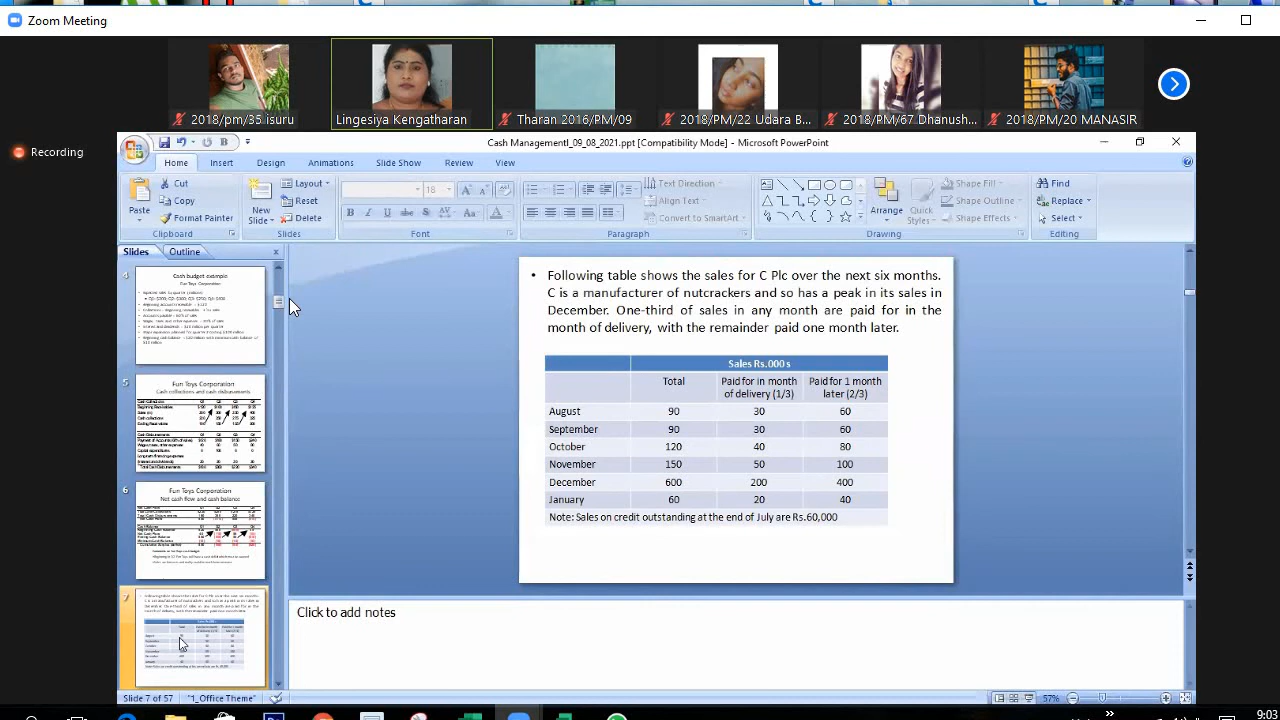 Zoom Meeting
2018/pm/35 isuru
Lingesiya Kengatharan
Tharan 2016/PM/09
2018/PM/22 Udara B...
2018/PM/67 Dhanush...
2018/PM/20 MANASIR
Recording
Cash ManagementI_09_08_2021.ppt [Compatibility Mode] - Microsoft PowerPoint
Home Insert Design Animations Slide Show Review View
Paste Cut Copy Format Painter
Clipboard
New Slide Layout Reset Delete
Slides
18
Font
Text Direction
Align Text
Convert to SmartArt
Paragraph
Arrange Quick Styles
Shape Fill
Shape Outline
Shape Effects
Drawing
Find
Replace
Select
Editing
Slides Outline
4
Cash budget example
Fun Toys Corporation
5
Fun Toys Corporation
Cash collections and cash disbursements
6
Fun Toys Corporation
Net cash flow and cash balance
7
• Following table shows the sales for C Plc over the next six months.
C is a manufacturer of nutcrackers and so has a peak in its sales in
December. One-third of sales in any month are paid for in the
month of delivery, with the remainder paid one month later.
Sales Rs.000 s
Total Paid for in month of delivery (1/3) Paid for 1 month later (2/3)
August 90 30 60
September 90 30 60
October 120 40 80
November 150 50 100
December 600 200 400
January 60 20 40
Note: Sales on credit outstanding at the end of July are Rs.60,000
Click to add notes
Slide 7 of 57 "1_Office Theme" 57%
9:03